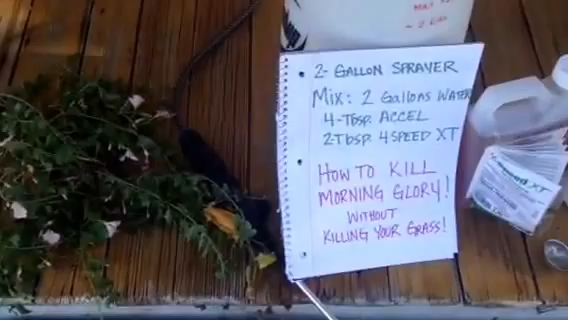 2-GALLON SPRAYER
MIX: 2 GALLONS WATER
4-Tbsp. ACCEL
2Tbsp. 4SPEED XT
HOW TO KILL
MORNING GLORY!
WITHOUT
KILLING YOUR GRASS!